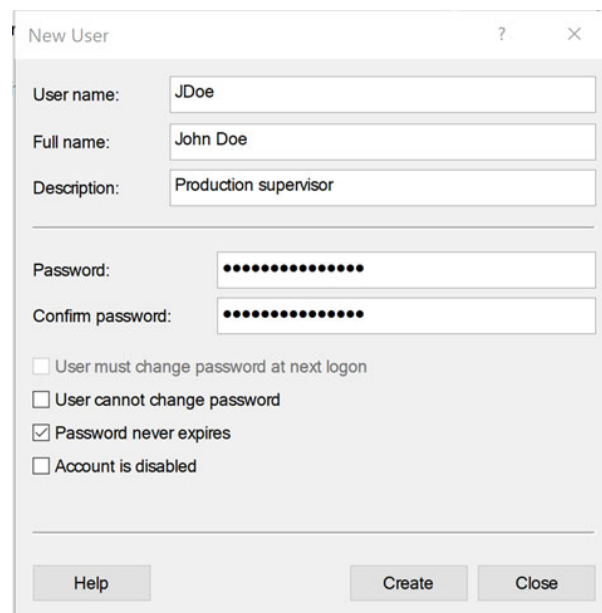 New User ?
User name: JDoe
Full name: John Doe
Description: Production supervisor
Password: ●●●●●●●●●●●●●●●
Confirm password: ●●●●●●●●●●●●●●●
User must change password at next logon
User cannot change password
Password never expires
Account is disabled
Help Create Close